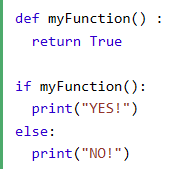 def myFunction() :
  return True

if myFunction():
  print("YES!")
else:
  print("NO!")